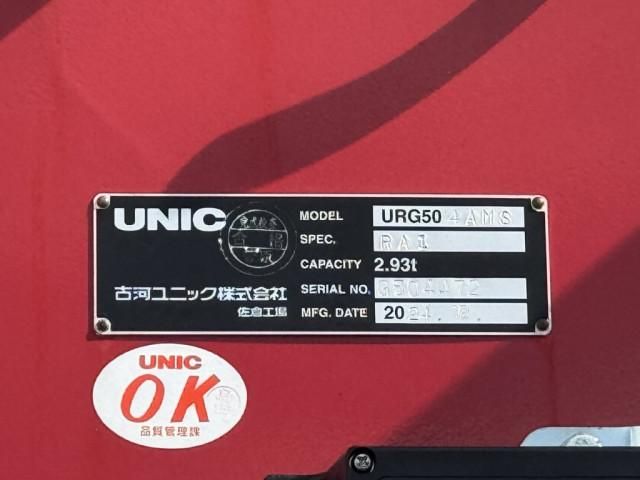 UNIC
MODEL URG504AMS
SPEC. RA1
CAPACITY 2.93t
SERIAL NO. G504472
MFG. DATE
古河ユニック株式会社
佐倉工場
UNIC
OK
品質管理課